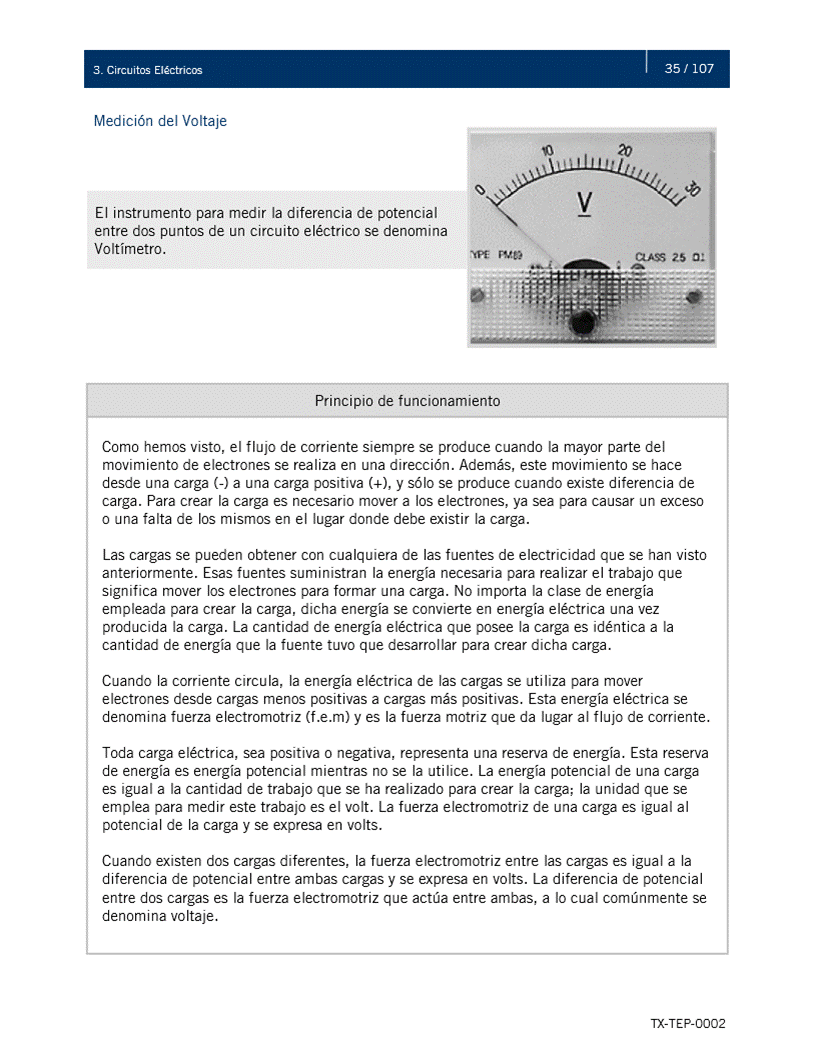 3. Circuitos Eléctricos
35 / 107
Medición del Voltaje
El instrumento para medir la diferencia de potencial
entre dos puntos de un circuito eléctrico se denomina
Voltímetro.
0 10 20 30
V
TYPE PM89
CLASS 2.5
Principio de funcionamiento
Como hemos visto, el flujo de corriente siempre se produce cuando la mayor parte del
movimiento de electrones se realiza en una dirección. Además, este movimiento se hace
desde una carga (-) a una carga positiva (+), y sólo se produce cuando existe diferencia de
carga. Para crear la carga es necesario mover a los electrones, ya sea para causar un exceso
o una falta de los mismos en el lugar donde debe existir la carga.
Las cargas se pueden obtener con cualquiera de las fuentes de electricidad que se han visto
anteriormente. Esas fuentes suministran la energía necesaria para realizar el trabajo que
significa mover los electrones para formar una carga. No importa la clase de energía
empleada para crear la carga, dicha energía se convierte en energía eléctrica una vez
producida la carga. La cantidad de energía eléctrica que posee la carga es idéntica a la
cantidad de energía que la fuente tuvo que desarrollar para crear dicha carga.
Cuando la corriente circula, la energía eléctrica de las cargas se utiliza para mover
electrones desde cargas menos positivas a cargas más positivas. Esta energía eléctrica se
denomina fuerza electromotriz (f.e.m) y es la fuerza motriz que da lugar al flujo de corriente.
Toda carga eléctrica, sea positiva o negativa, representa una reserva de energía. Esta reserva
de energía es energía potencial mientras no se la utilice. La energía potencial de una carga
es igual a la cantidad de trabajo que se ha realizado para crear la carga; la unidad que se
emplea para medir este trabajo es el volt. La fuerza electromotriz de una carga es igual al
potencial de la carga y se expresa en volts.
Cuando existen dos cargas diferentes, la fuerza electromotriz entre las cargas es igual a la
diferencia de potencial entre ambas cargas y se expresa en volts. La diferencia de potencial
entre dos cargas es la fuerza electromotriz que actúa entre ambas, a lo cual comúnmente se
denomina voltaje.
TX-TEP-0002